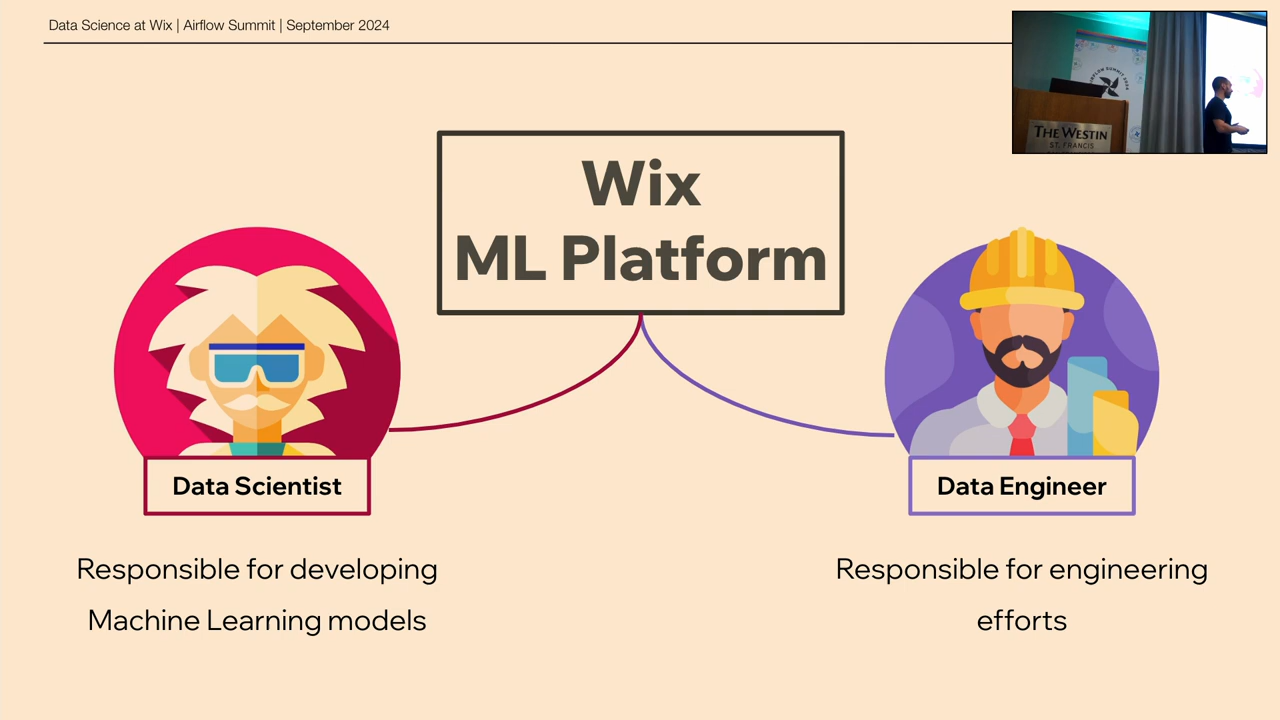 Data Science at Wix | Airflow Summit | September 2024
THE WESTIN
ST. FRANCIS
Wix
ML Platform
Data Scientist
Data Engineer
Responsible for developing
Machine Learning models
Responsible for engineering
efforts